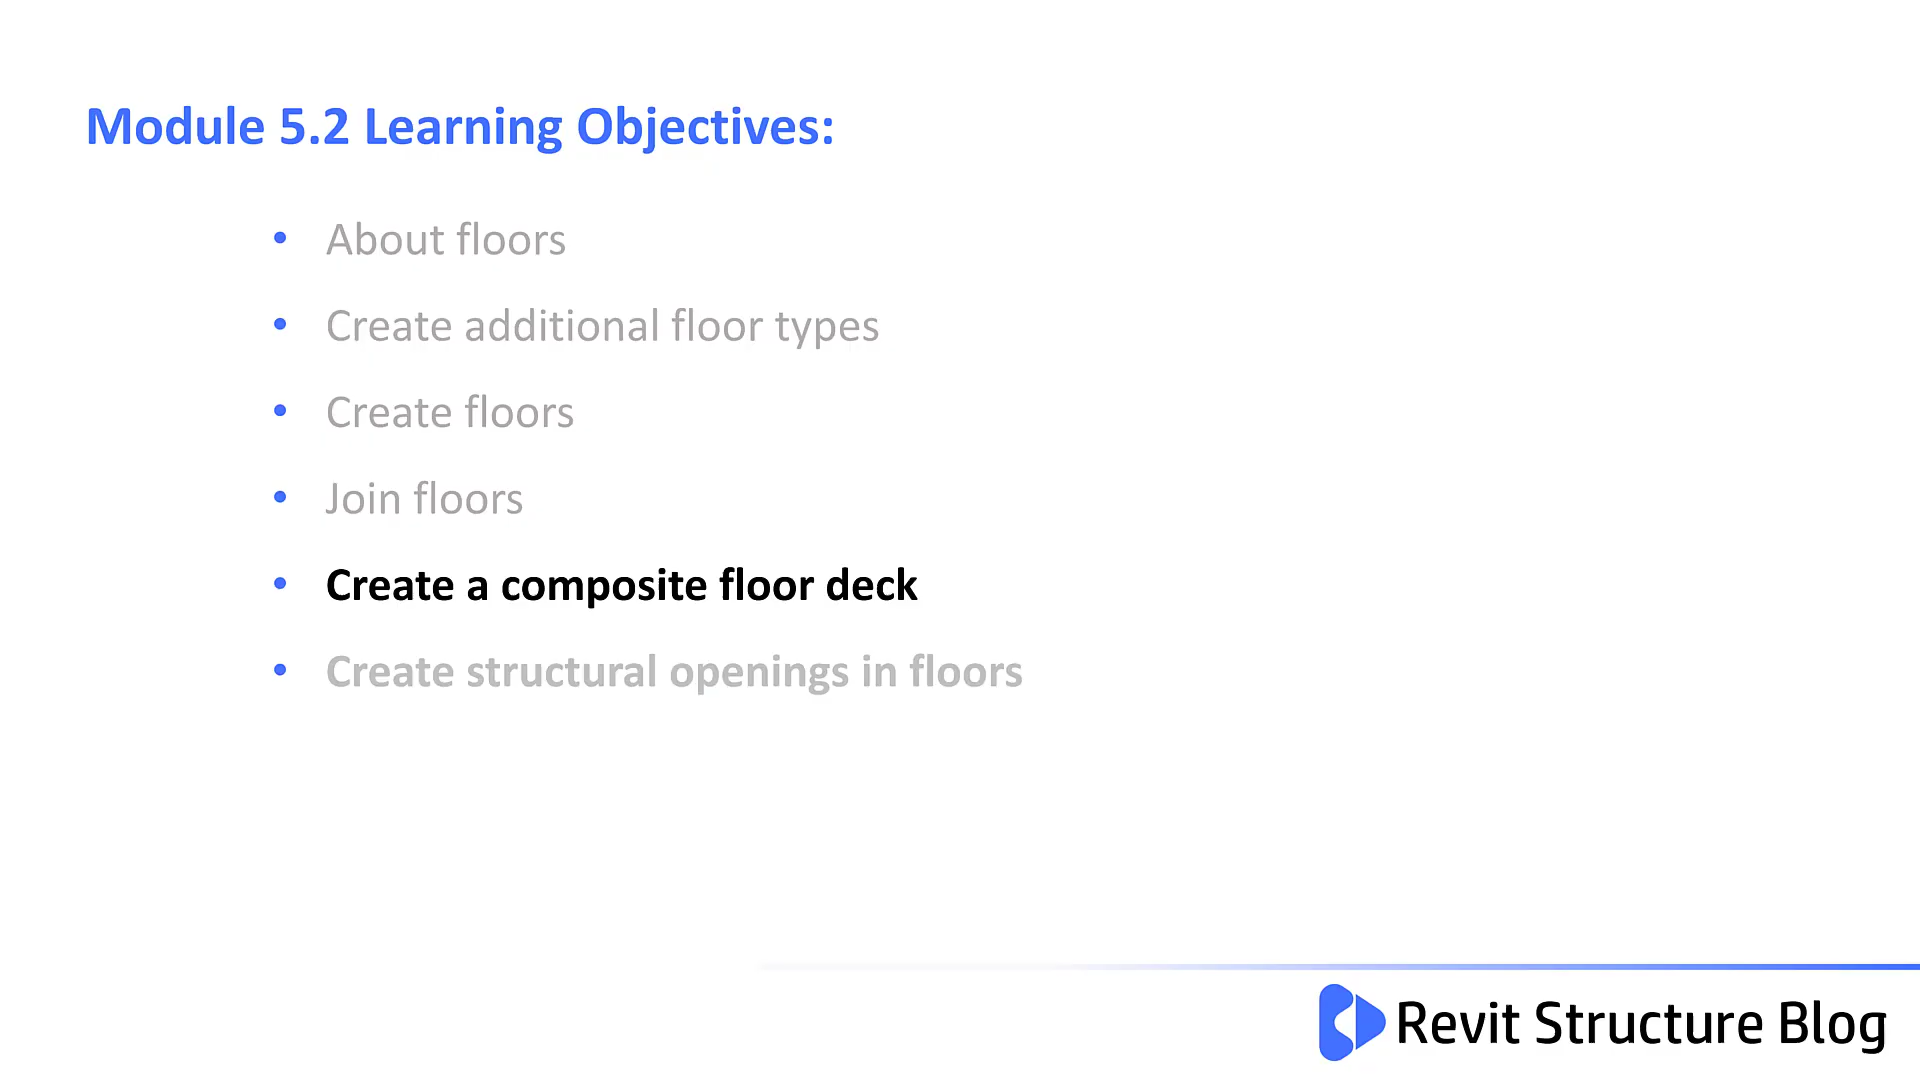 Module 5.2 Learning Objectives:
• About floors
• Create additional floor types
• Create floors
• Join floors
• Create a composite floor deck
• Create structural openings in floors
Revit Structure Blog